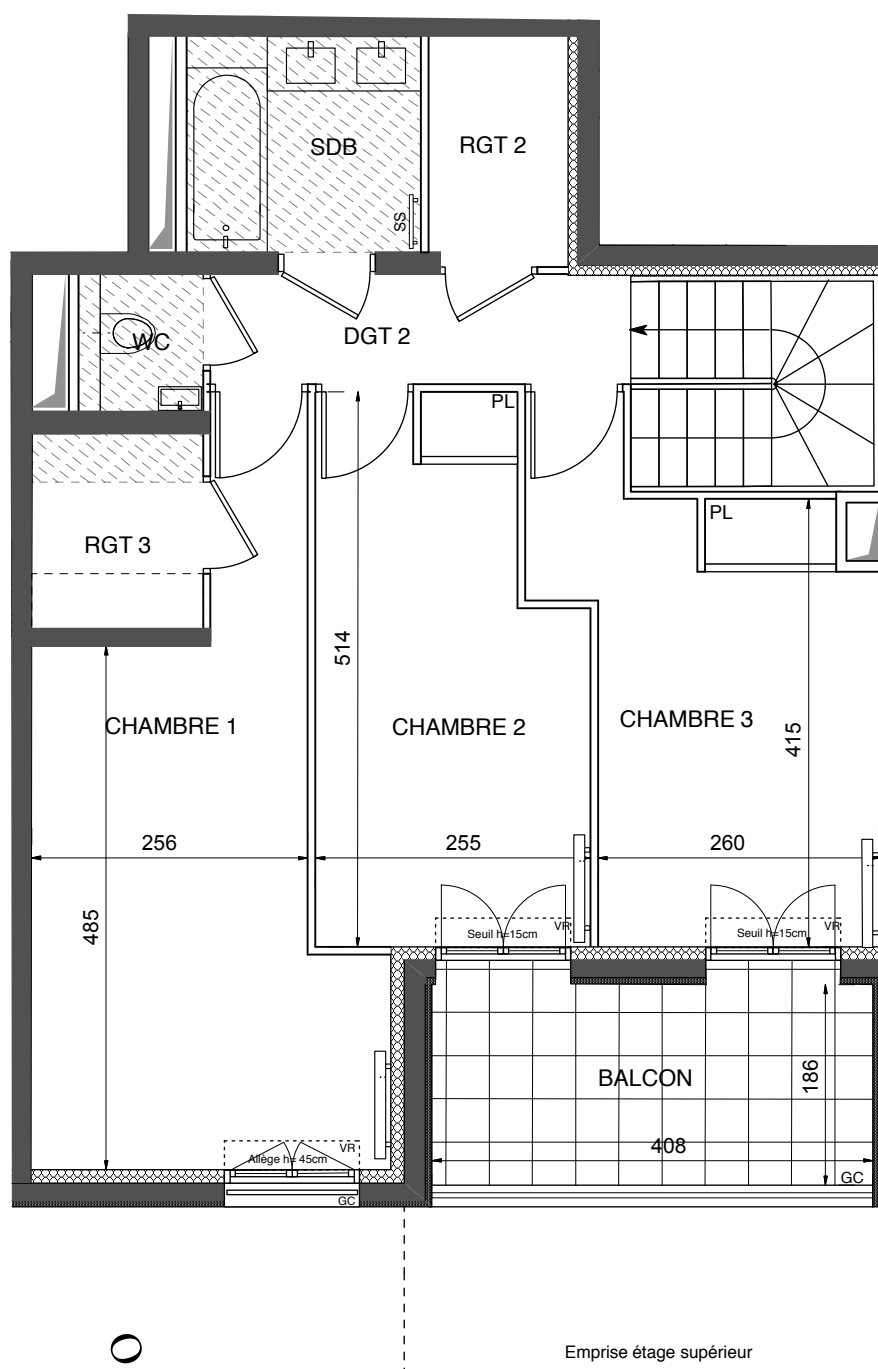 SDB
RGT 2
SS
WC
DGT 2
PL
PL
RGT 3
514
CHAMBRE 1
CHAMBRE 2
CHAMBRE 3
415
256
255
260
485
Seuil h=15cm
VR
Seuil h=15cm
VR
BALCON
186
408
VR
Allège h= 45cm
GC
GC
O
Emprise étage supérieur